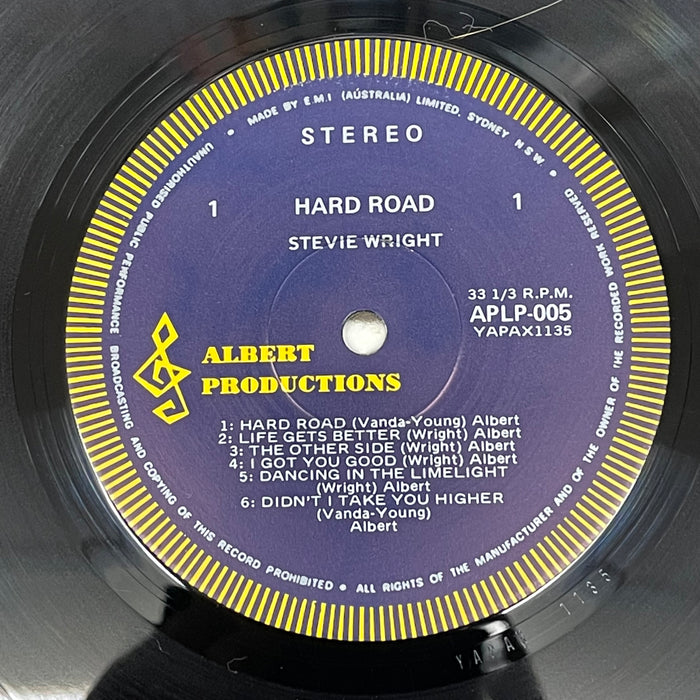 MADE BY E.M.I (AUSTRALIA) LIMITED. SYDNEY N S W.
STEREO
1 1
HARD ROAD
STEVIE WRIGHT
33 1/3 R.P.M.
APLP-005
YAPAX1135
ALBERT
PRODUCTIONS
1: HARD ROAD (Vanda-Young) Albert
2: LIFE GETS BETTER (Wright) Albert
3: THE OTHER SIDE (Wright) Albert
4: I GOT YOU GOOD (Wright) Albert
5: DANCING IN THE LIMELIGHT
(Wright) Albert
6: DIDN'T I TAKE YOU HIGHER
(Vanda-Young)
Albert
UNAUTHORISED PUBLIC PERFORMANCE BROADCASTING AND COPYING OF THIS RECORD PROHIBITED • ALL RIGHTS OF THE MANUFACTURER AND OF THE OWNER OF THE RECORDED WORK RESERVED